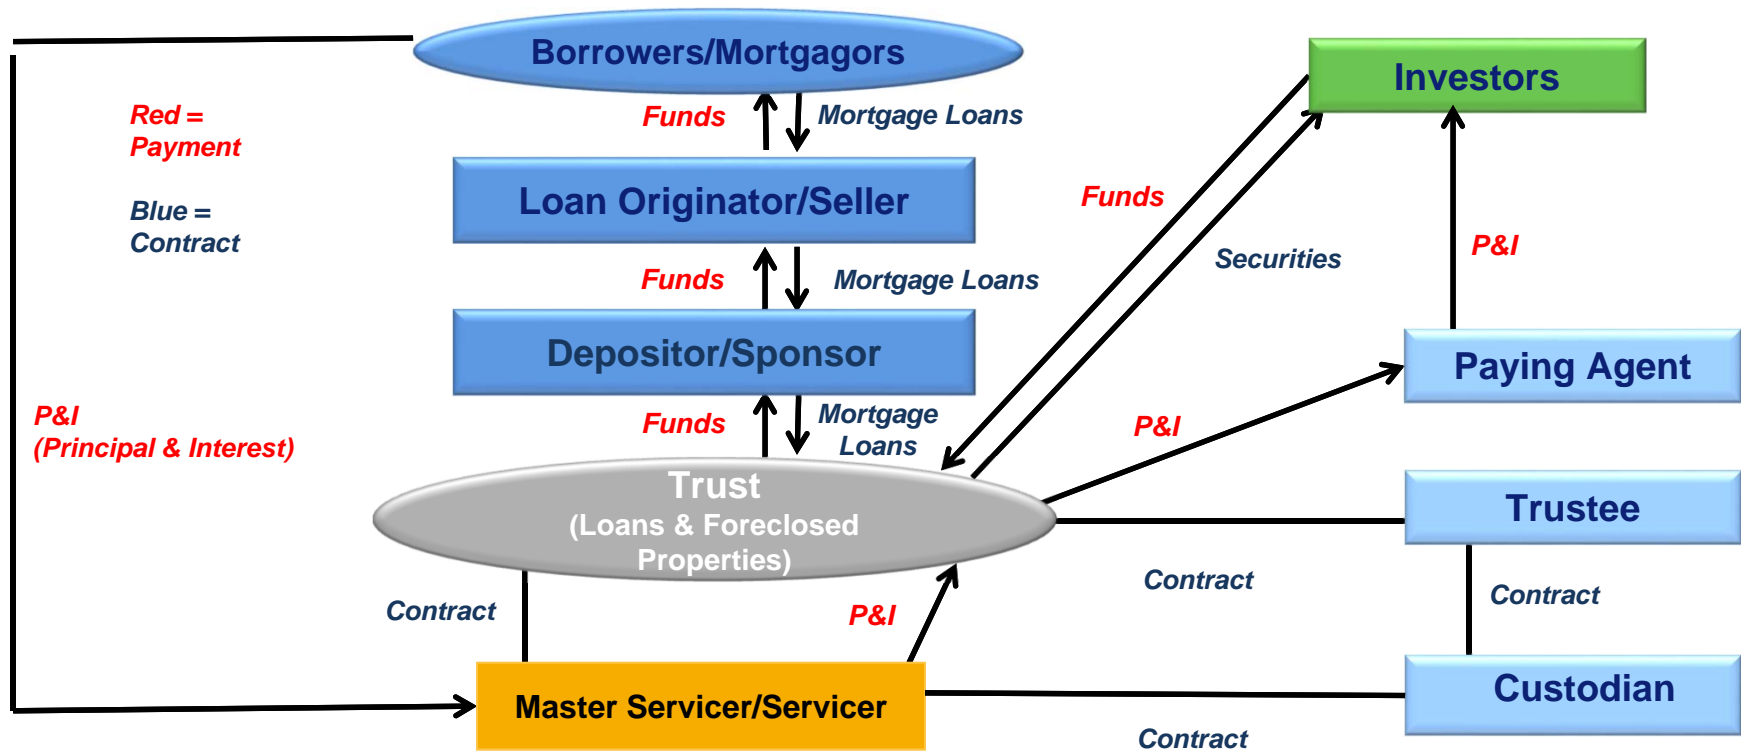 Borrowers/Mortgagors
Investors
Red =
Payment
Funds
Mortgage Loans
Blue =
Contract
Loan Originator/Seller
Funds
Securities
P&I
Funds
Mortgage Loans
Depositor/Sponsor
Paying Agent
P&I
(Principal & Interest)
Funds
Mortgage
Loans
P&I
Trust
(Loans & Foreclosed
Properties)
Trustee
Contract
P&I
Contract
Contract
Master Servicer/Servicer
Custodian
Contract